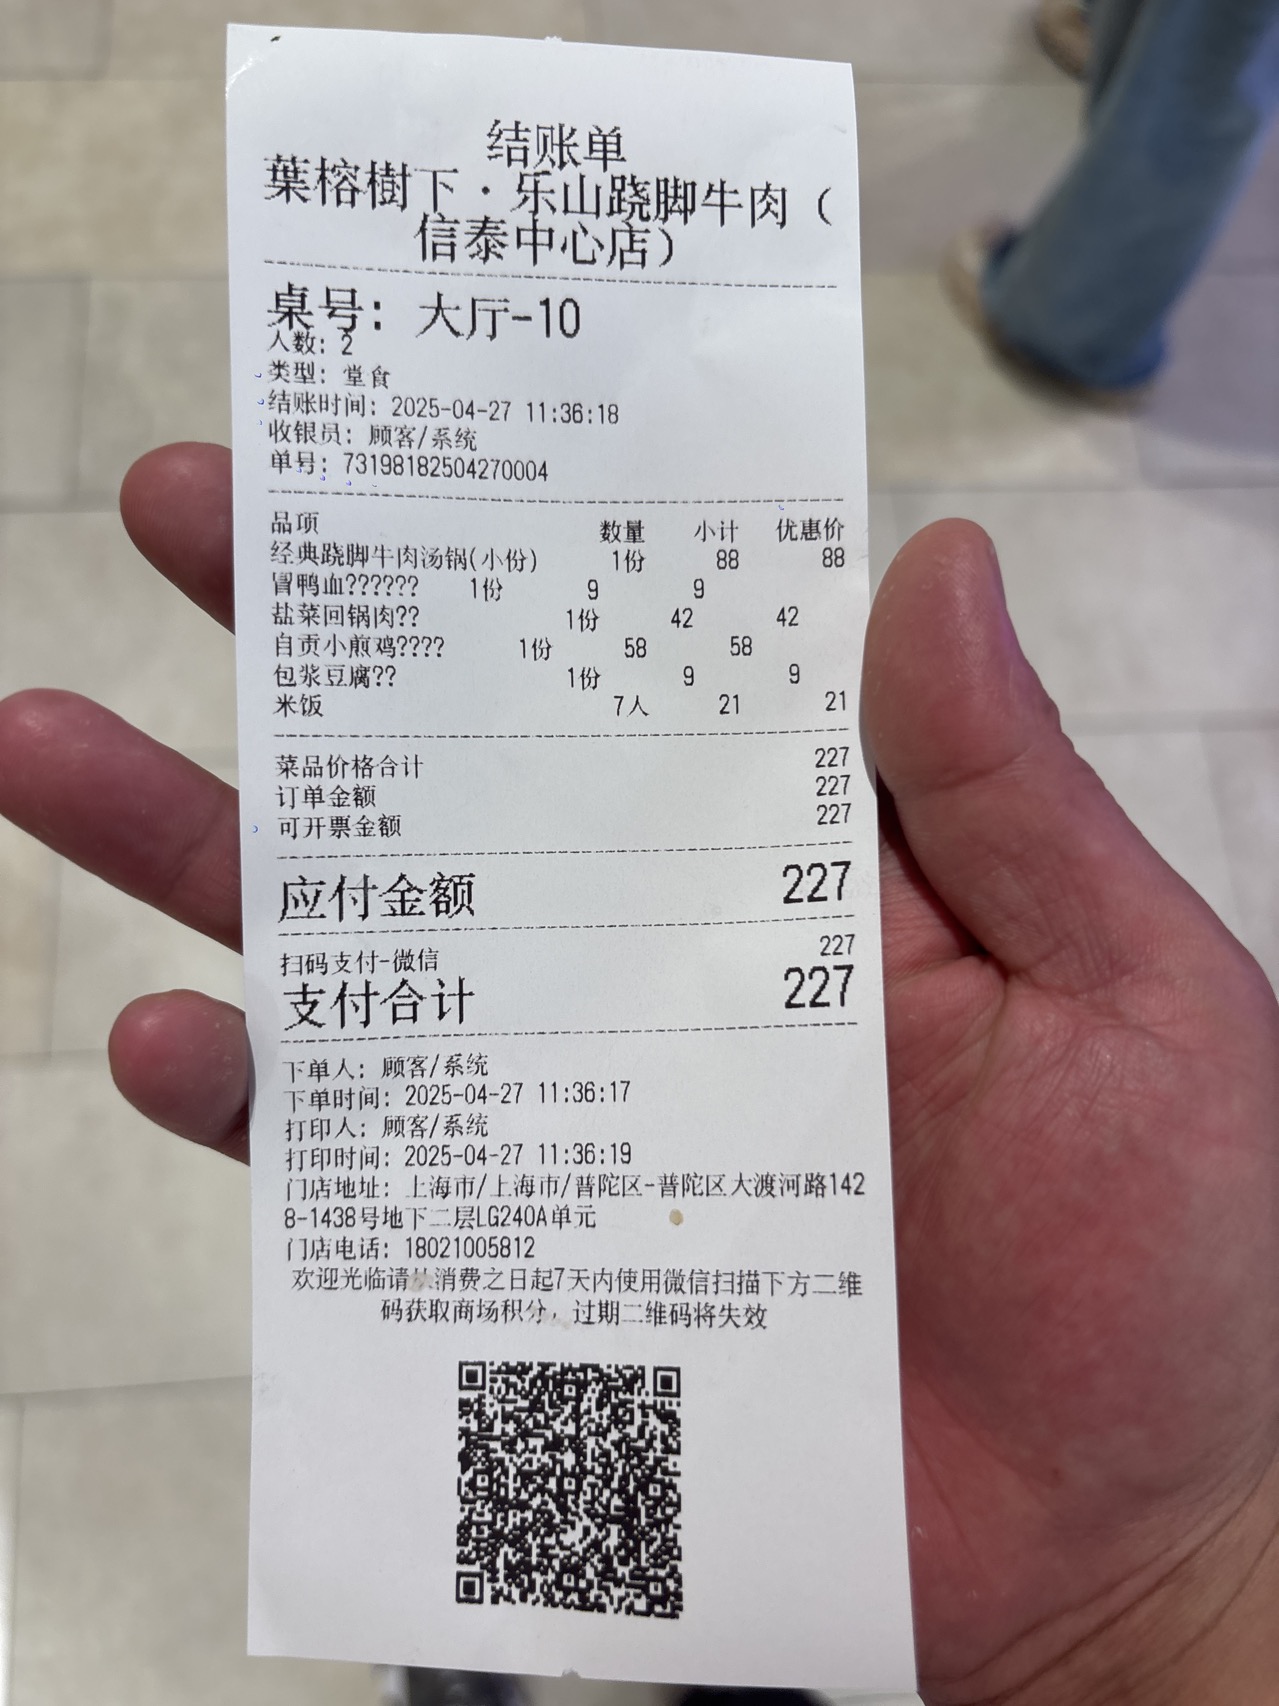 结账单
葉榕樹下·乐山跷脚牛肉（
信泰中心店）
桌号：大厅-10
人数：2
类型：堂食
结账时间：2025-04-27 11:36:18
收银员：顾客/系统
单号：73198182504270004
品项 数量 小计 优惠价
经典跷脚牛肉汤锅(小份) 1份 88 88
冒鸭血?????? 1份 9 9
盐菜回锅肉?? 1份 42 42
自贡小煎鸡???? 1份 58 58
包浆豆腐?? 1份 9 9
米饭 7人 21 21
菜品价格合计 227
订单金额 227
可开票金额 227
应付金额 227
扫码支付-微信 227
支付合计 227
下单人：顾客/系统
下单时间：2025-04-27 11:36:17
打印人：顾客/系统
打印时间：2025-04-27 11:36:19
门店地址：上海市/上海市/普陀区-普陀区大渡河路142
8-1438号地下二层LG240A单元
门店电话：18021005812
欢迎光临请从消费之日起7天内使用微信扫描下方二维
码获取商场积分，过期二维码将失效